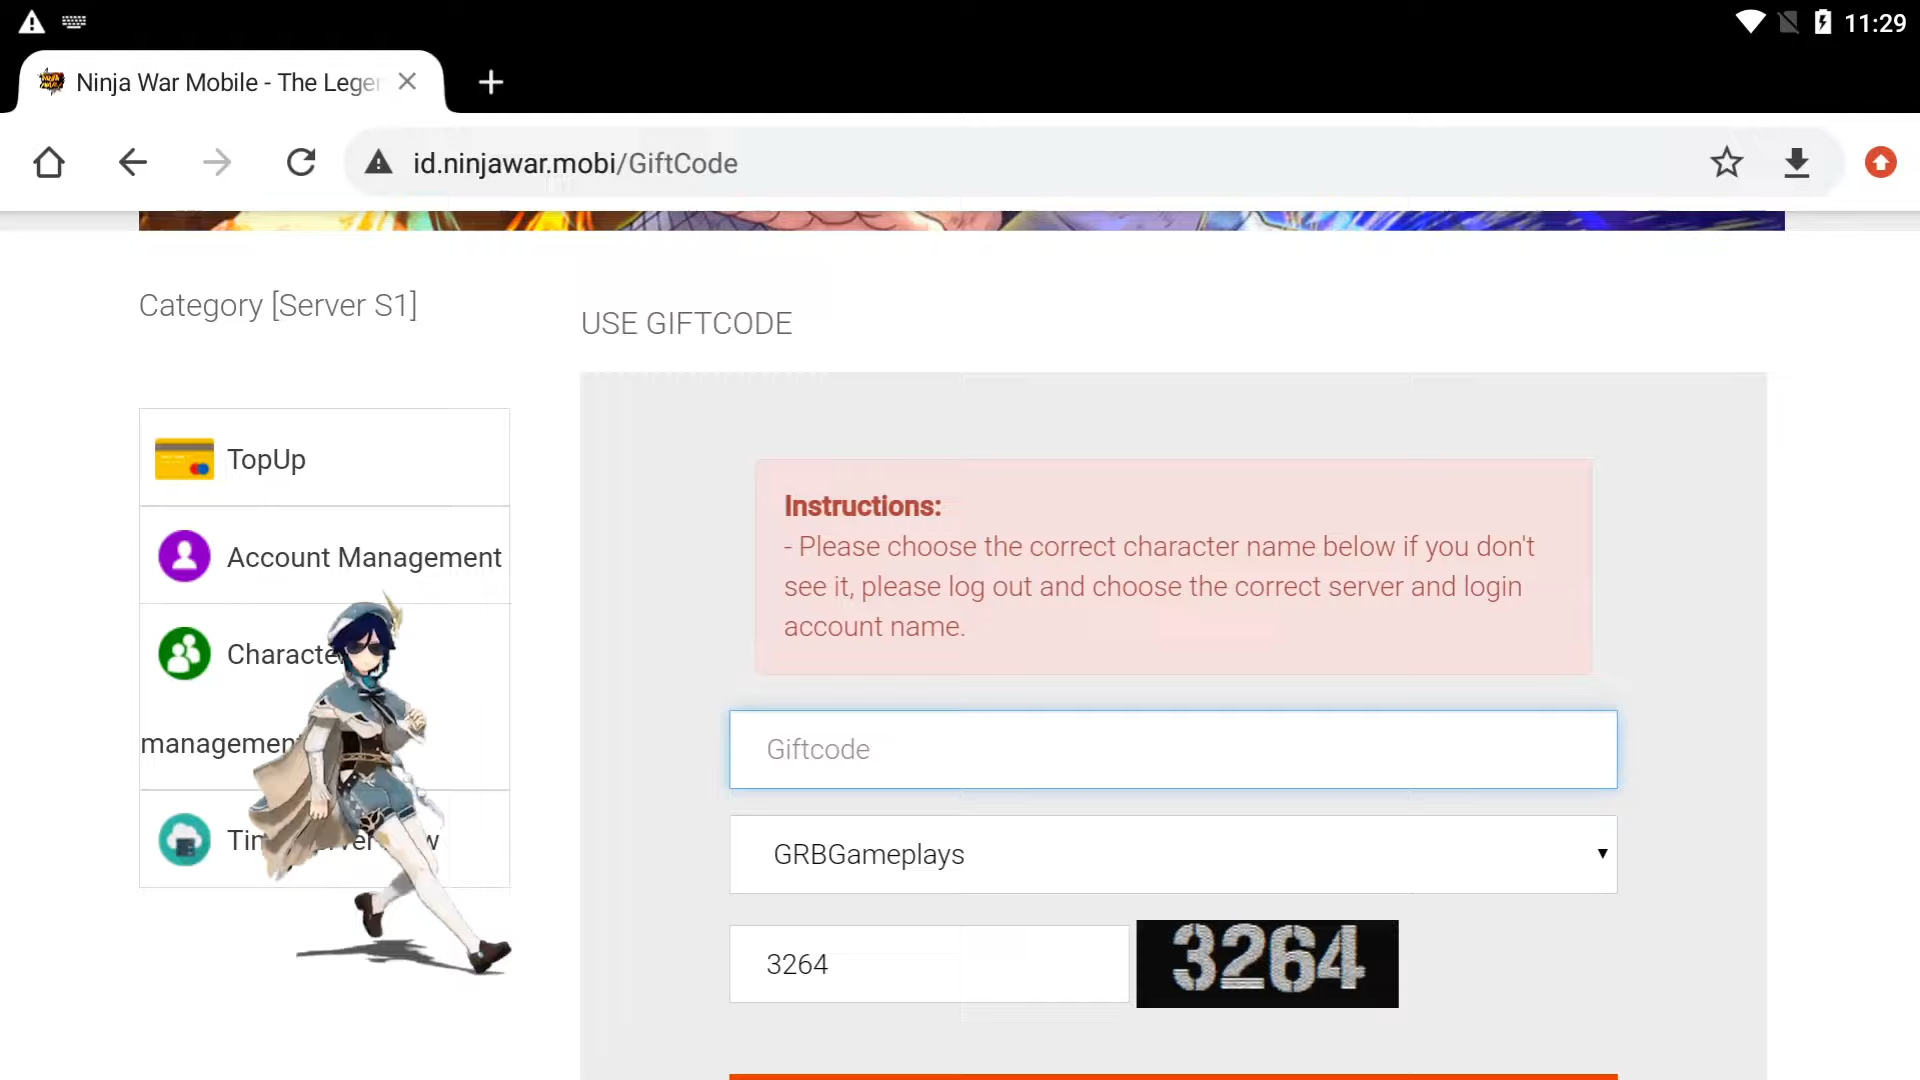 11:29
Ninja War Mobile - The Leger
id.ninjawar.mobi/GiftCode
Category [Server S1]
USE GIFTCODE
TopUp
Account Management
Characte
management
Instructions:
- Please choose the correct character name below if you don't
see it, please log out and choose the correct server and login
account name.
Giftcode
GRBGameplays
3264
3264